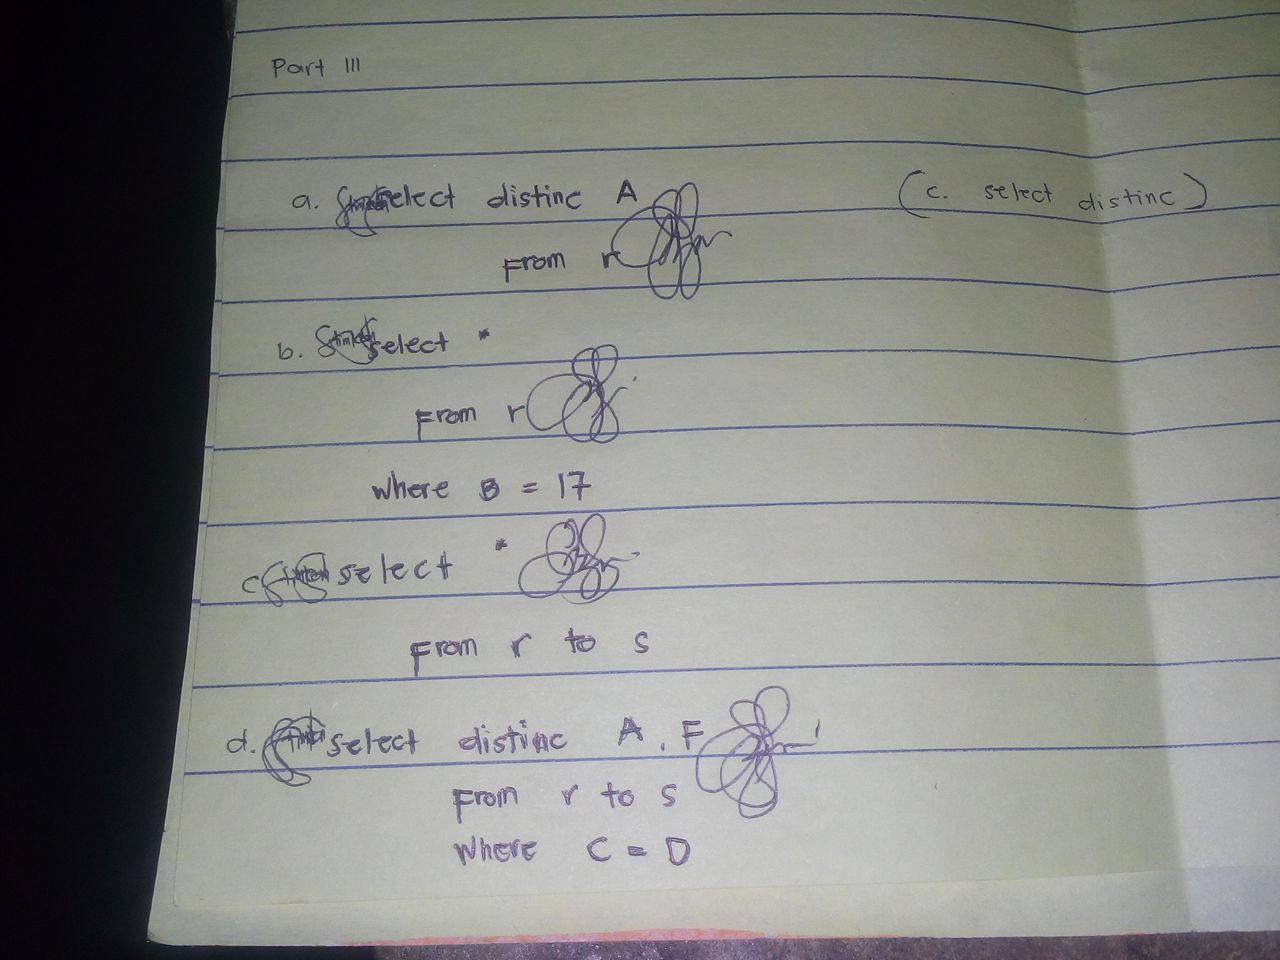 Part III
a. select distinc A
(c. select distinc)
From r
b. select *
From r
where B = 17
c select *
From r to s
d. select distinc A, F
From r to s
where C = D